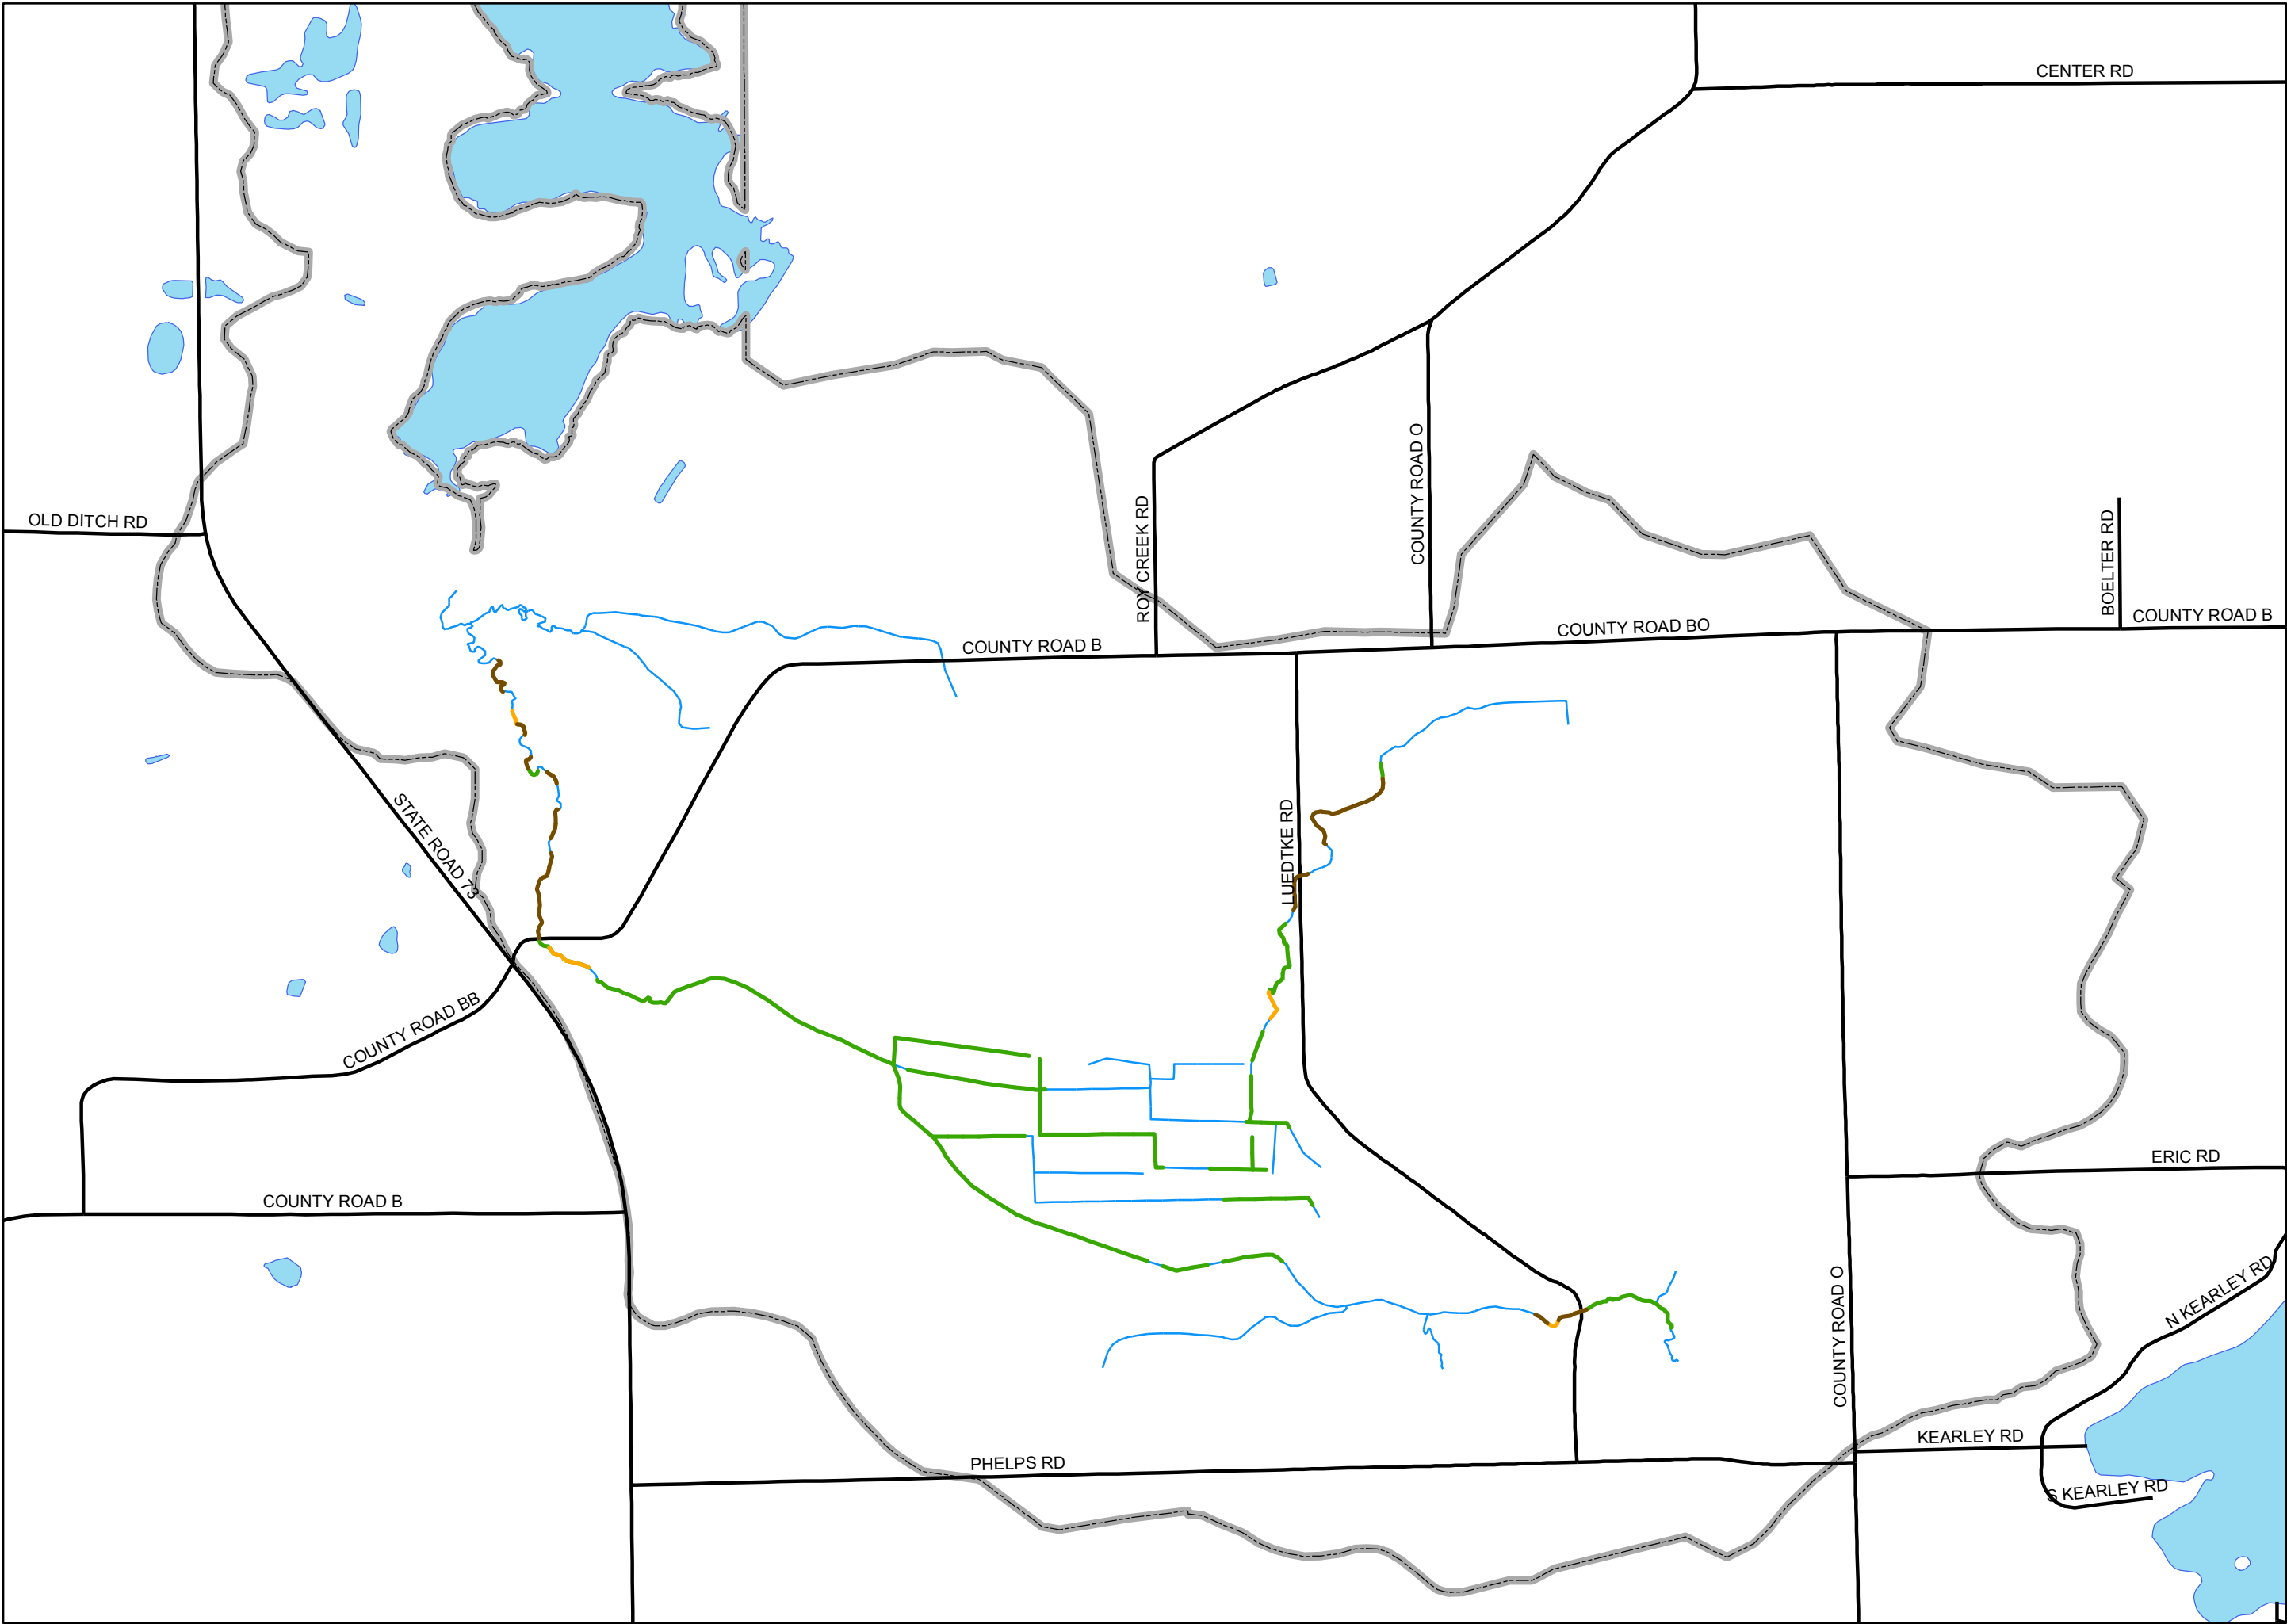 CENTER RD
COUNTY ROAD O
OLD DITCH RD
ROY CREEK RD
BOELTER RD
COUNTY ROAD B
COUNTY ROAD BO
COUNTY ROAD B
STATE ROAD 73
LUEDTKE RD
COUNTY ROAD BB
ERIC RD
COUNTY ROAD B
N KEARLEY RD
COUNTY ROAD O
KEARLEY RD
PHELPS RD
S KEARLEY RD